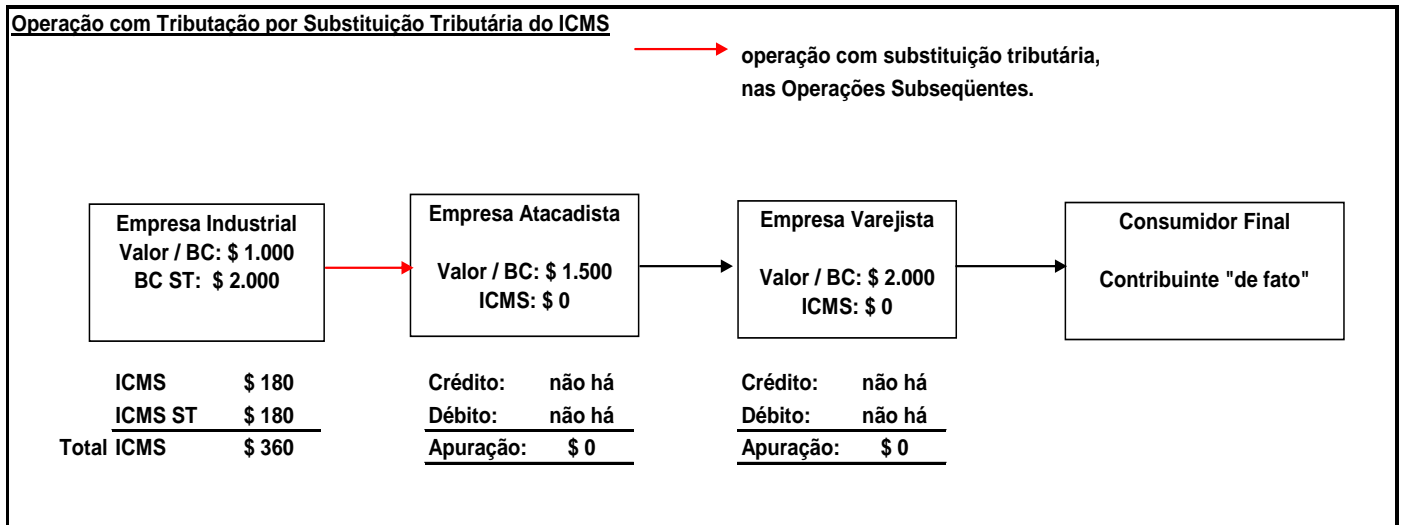 Operação com Tributação por Substituição Tributária do ICMS
operação com substituição tributária,
nas Operações Subseqüentes.
Empresa Industrial
Valor / BC: $ 1.000
BC ST: $ 2.000
Empresa Atacadista
Valor / BC: $ 1.500
ICMS: $ 0
Empresa Varejista
Valor / BC: $ 2.000
ICMS: $ 0
Consumidor Final
Contribuinte "de fato"
ICMS $ 180
ICMS ST $ 180
Total ICMS $ 360
Crédito: não há
Débito: não há
Apuração: $ 0
Crédito: não há
Débito: não há
Apuração: $ 0